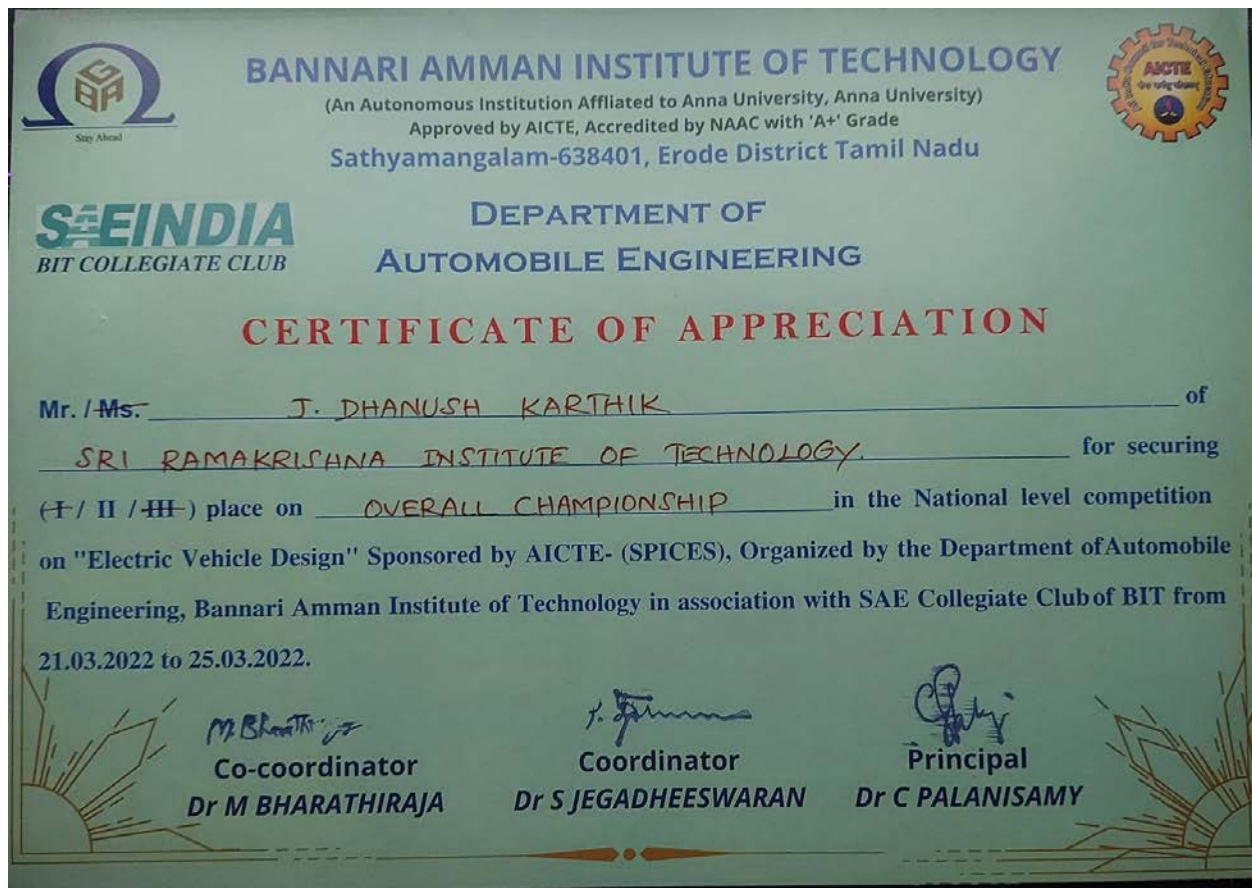 BANNARI AMMAN INSTITUTE OF TECHNOLOGY
(An Autonomous Institution Affliated to Anna University, Anna University)
Approved by AICTE, Accredited by NAAC with 'A+' Grade
Sathyamangalam-638401, Erode District Tamil Nadu
Stay Ahead
AICTE
SAEINDIA
BIT COLLEGIATE CLUB
DEPARTMENT OF
AUTOMOBILE ENGINEERING
CERTIFICATE OF APPRECIATION
Mr. / Ms. J. DHANUSH KARTHIK of
SRI RAMAKRISHNA INSTITUTE OF TECHNOLOGY. for securing
(I / II / III ) place on OVERALL CHAMPIONSHIP in the National level competition
on "Electric Vehicle Design" Sponsored by AICTE- (SPICES), Organized by the Department of Automobile
Engineering, Bannari Amman Institute of Technology in association with SAE Collegiate Club of BIT from
21.03.2022 to 25.03.2022.
Co-coordinator
Dr M BHARATHIRAJA
Coordinator
Dr S JEGADHEESWARAN
Principal
Dr C PALANISAMY